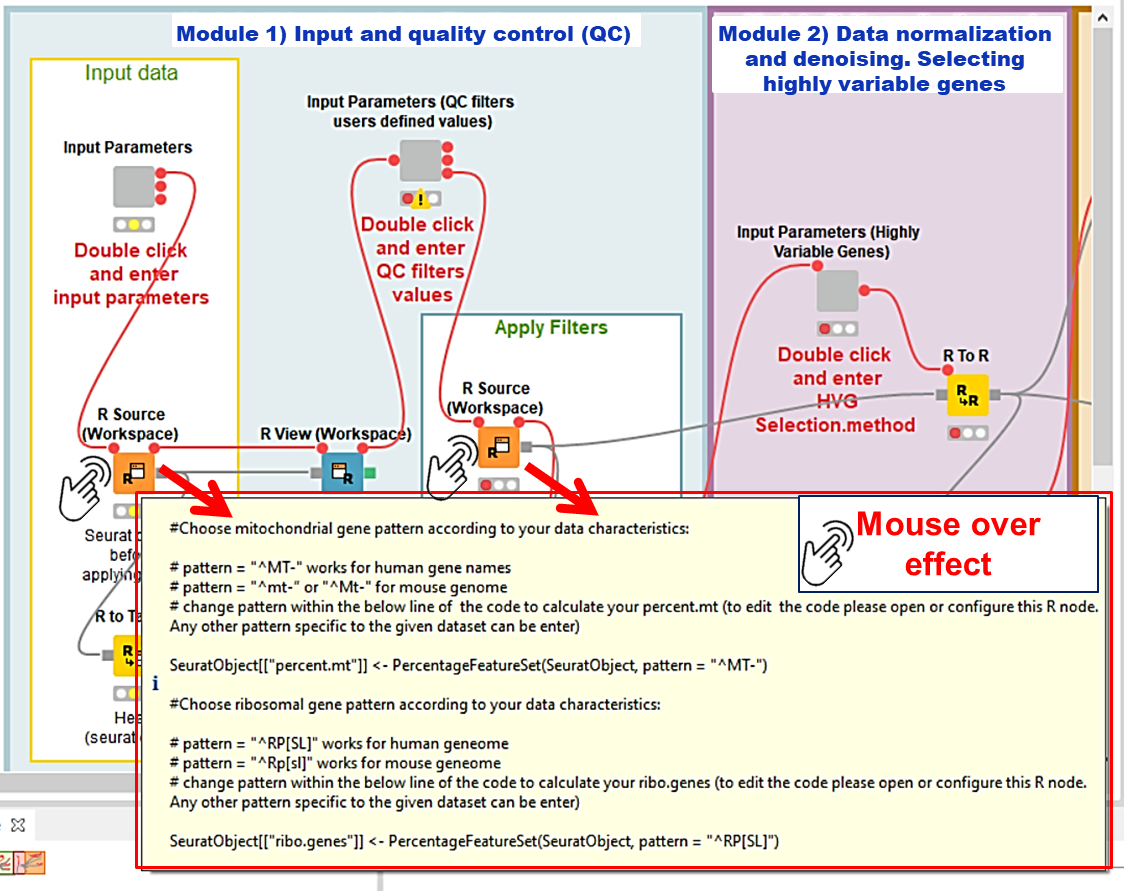 Module 1) Input and quality control (QC)
Module 2) Data normalization
and denoising. Selecting
highly variable genes
Input data
Input Parameters
Double click
and enter
input parameters
Input Parameters (QC filters
users defined values)
Double click
and enter
QC filters
values
Apply Filters
Input Parameters (Highly
Variable Genes)
Double click
and enter
HVG
Selection.method
R To R
R
R
R Source
(Workspace)
R
R View (Workspace)
R
R Source
(Workspace)
R
Seurat
befo
applying
R to Ta
R
Hea
(seurat
Mouse over
effect
#Choose mitochondrial gene pattern according to your data characteristics:
# pattern = "^MT-" works for human gene names
# pattern = "^mt-" or "^Mt-" for mouse genome
# change pattern within the below line of  the code to calculate your percent.mt (to edit  the code please open or configure this R node.
Any other pattern specific to the given dataset can be enter)
SeuratObject[["percent.mt"]] <- PercentageFeatureSet(SeuratObject, pattern = "^MT-")
i
#Choose ribosomal gene pattern according to your data characteristics:
# pattern = "^RP[SL]" works for human geneome
# pattern = "^Rp[sl]" works for mouse geneome
# change pattern within the below line of the code to calculate your ribo.genes (to edit the code please open or configure this R node.
Any other pattern specific to the given dataset can be enter)
SeuratObject[["ribo.genes"]] <- PercentageFeatureSet(SeuratObject, pattern = "^RP[SL]")